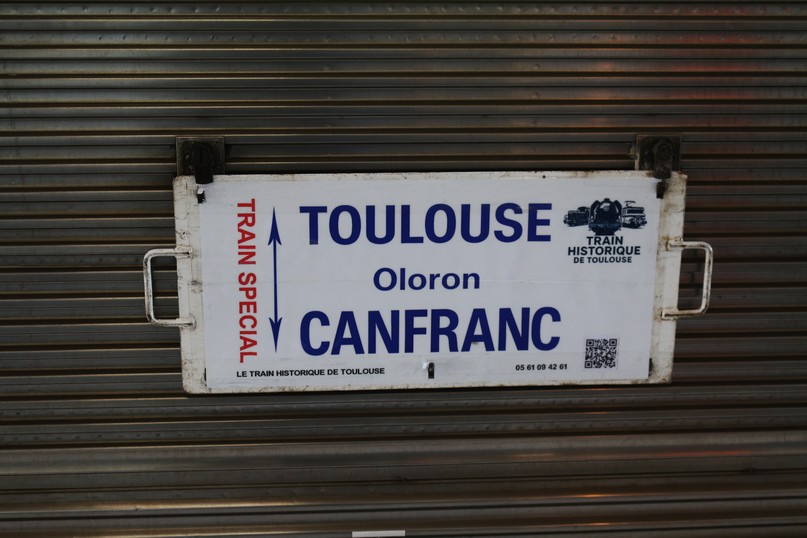 TRAIN SPECIAL
TOULOUSE
Oloron
CANFRANC
TRAIN
HISTORIQUE
DE TOULOUSE
LE TRAIN HISTORIQUE DE TOULOUSE
05 61 09 42 61